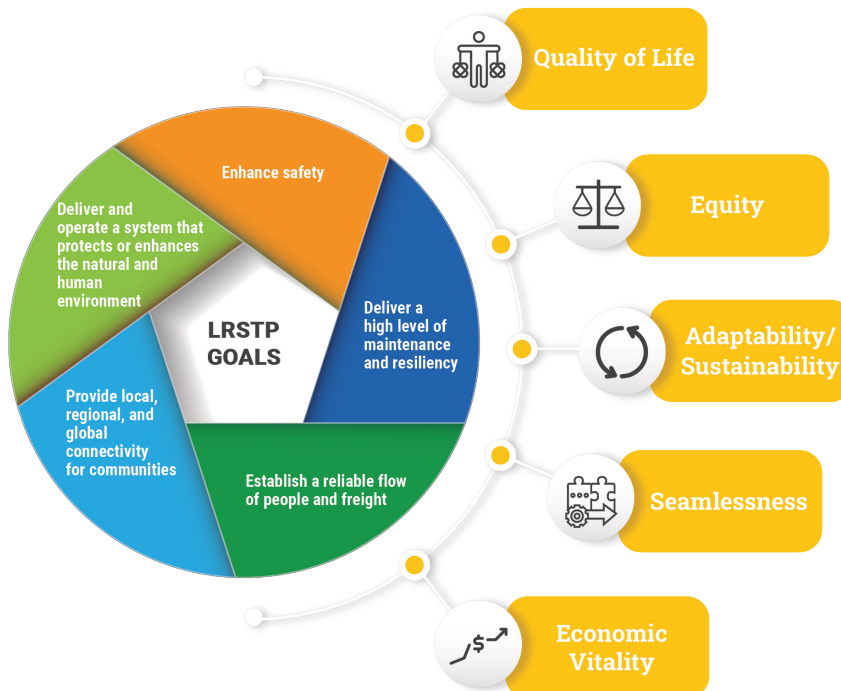 Enhance safety
Deliver and
operate a system that
protects or enhances
the natural and
human
environment
LRSTP
GOALS
Deliver a
high level of
maintenance
and resiliency
Provide local,
regional, and
global
connectivity
for communities
Establish a reliable flow
of people and freight
Quality of Life
Equity
Adaptability/
Sustainability
Seamlessness
$
Economic
Vitality